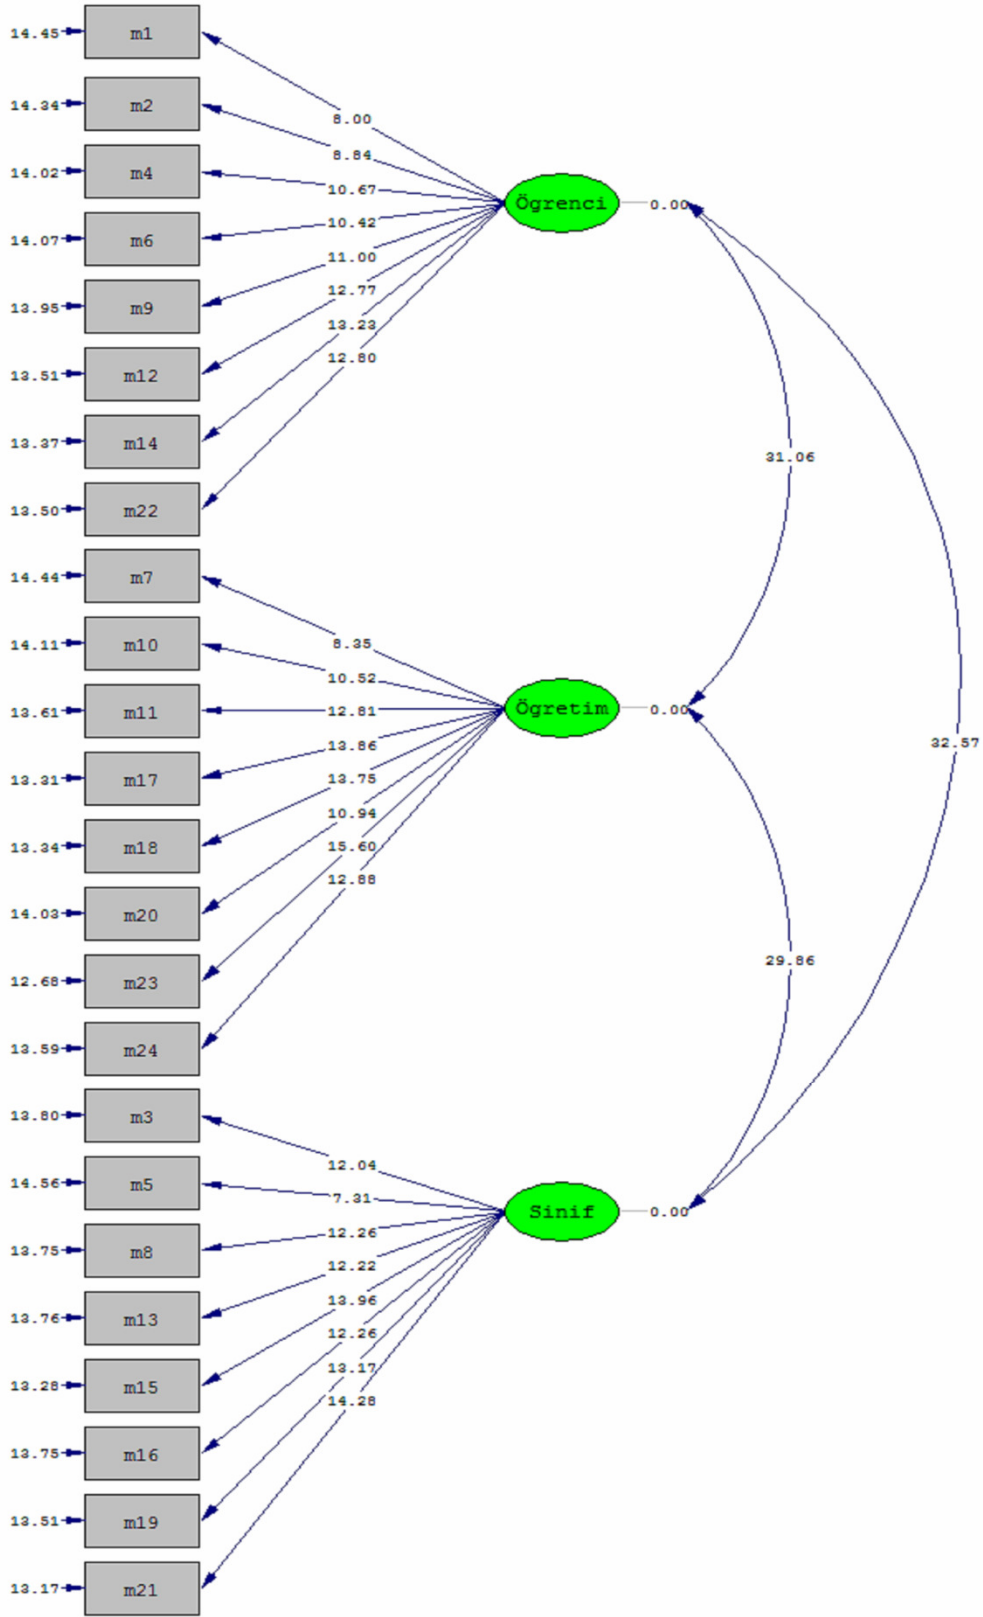 14.45 m1
8.00
14.34 m2
8.84
14.02 m4
10.67
Ögrenci 0.00
14.07 m6
10.42
11.00
13.95 m9
12.77
13.23
12.80
13.51 m12
13.37 m14
31.06
13.50 m22
14.44 m7
14.11 m10
8.35
10.52
13.61 m11
12.81
Ögretim 0.00
13.86
32.57
13.31 m17
13.75
10.94
13.34 m18
15.60
12.88
14.03 m20
29.86
12.68 m23
13.59 m24
13.80 m3
12.04
14.56 m5
7.31
Sinif 0.00
12.26
13.75 m8
12.22
13.96
13.76 m13
12.26
13.17
13.28 m15
14.28
13.75 m16
13.51 m19
13.17 m21